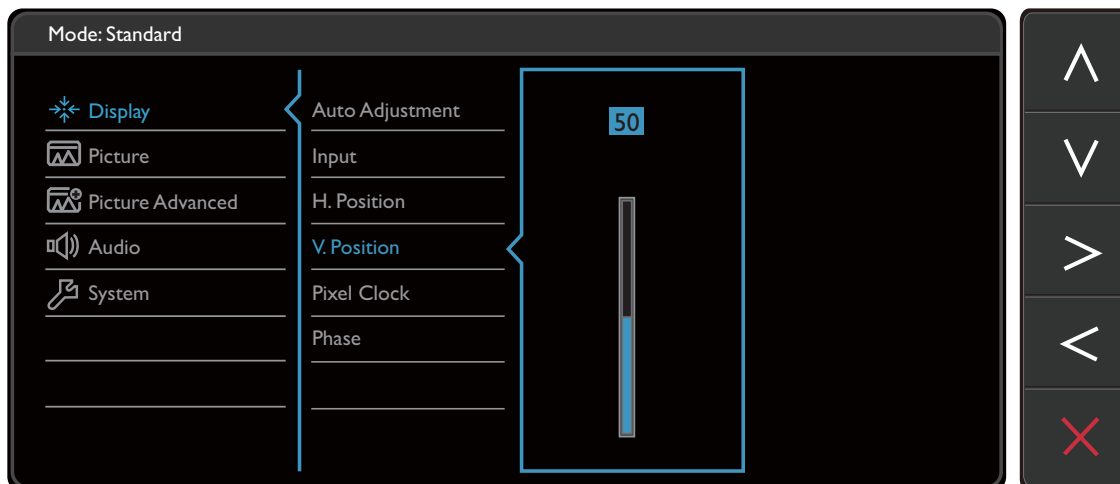 Mode: Standard
Display
Picture
Picture Advanced
Audio
System
Auto Adjustment
Input
H. Position
V. Position
Pixel Clock
Phase
50